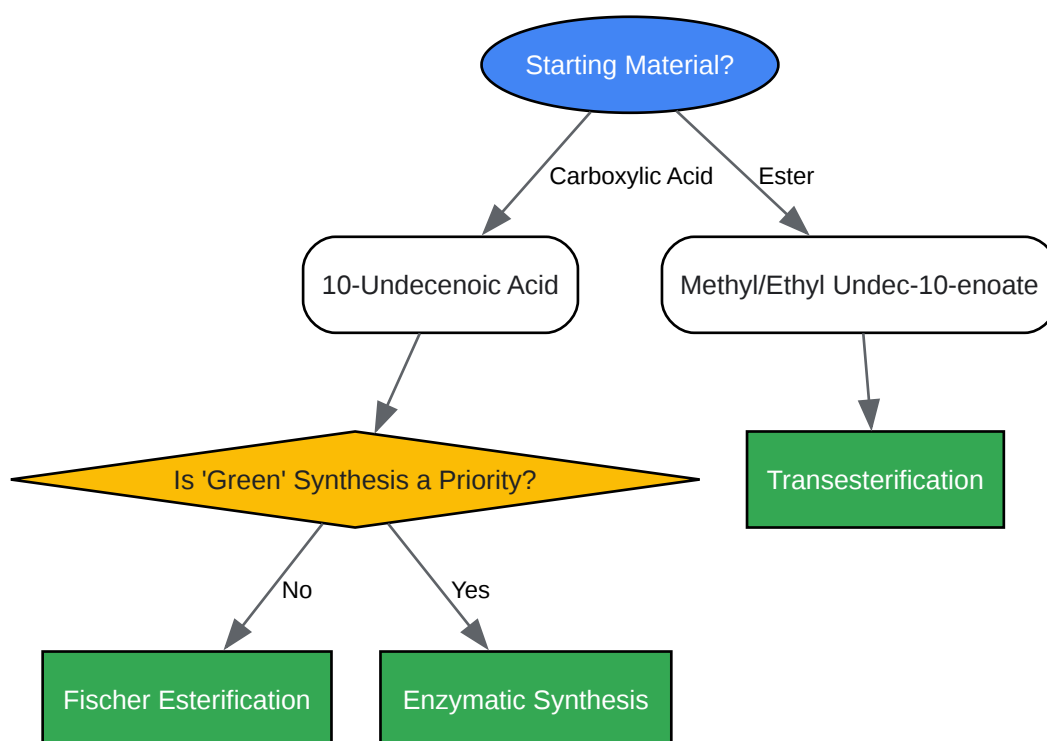 Starting Material?
Carboxylic Acid
Ester
10-Undecenoic Acid
Methyl/Ethyl Undec-10-enoate
Is 'Green' Synthesis a Priority?
Transesterification
No
Yes
Fischer Esterification
Enzymatic Synthesis